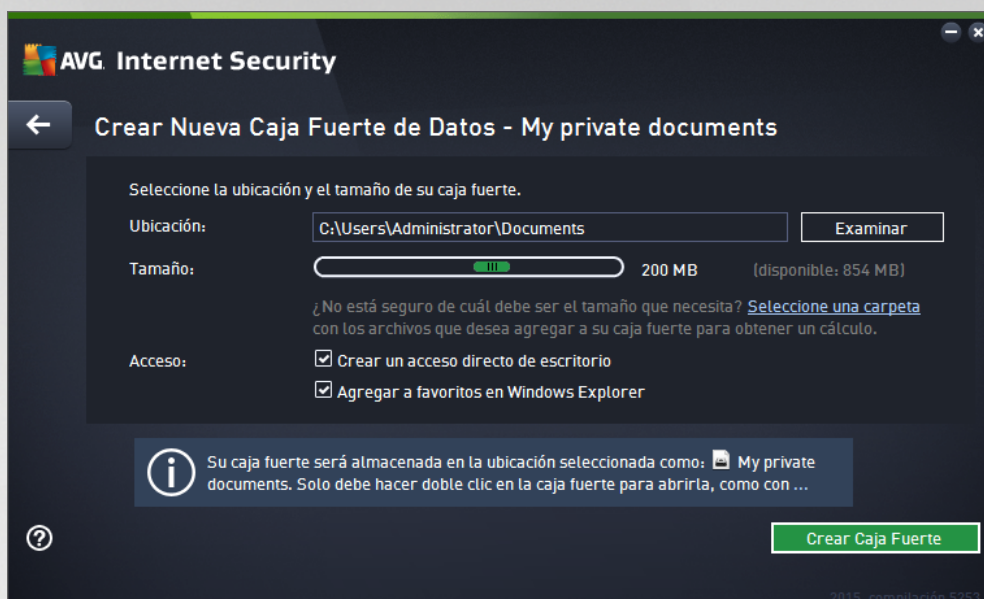 AVG. Internet Security
Crear Nueva Caja Fuerte de Datos - My private documents
Seleccione la ubicación y el tamaño de su caja fuerte.
Ubicación: C:\Users\Administrator\Documents Examinar
Tamaño: 200 MB (disponible: 854 MB)
¿No está seguro de cuál debe ser el tamaño que necesita? Seleccione una carpeta
con los archivos que desea agregar a su caja fuerte para obtener un cálculo.
Acceso: Crear un acceso directo de escritorio
Agregar a favoritos en Windows Explorer
Su caja fuerte será almacenada en la ubicación seleccionada como: My private
documents. Solo debe hacer doble clic en la caja fuerte para abrirla, como con ...
Crear Caja Fuerte
2015 compilación 5353